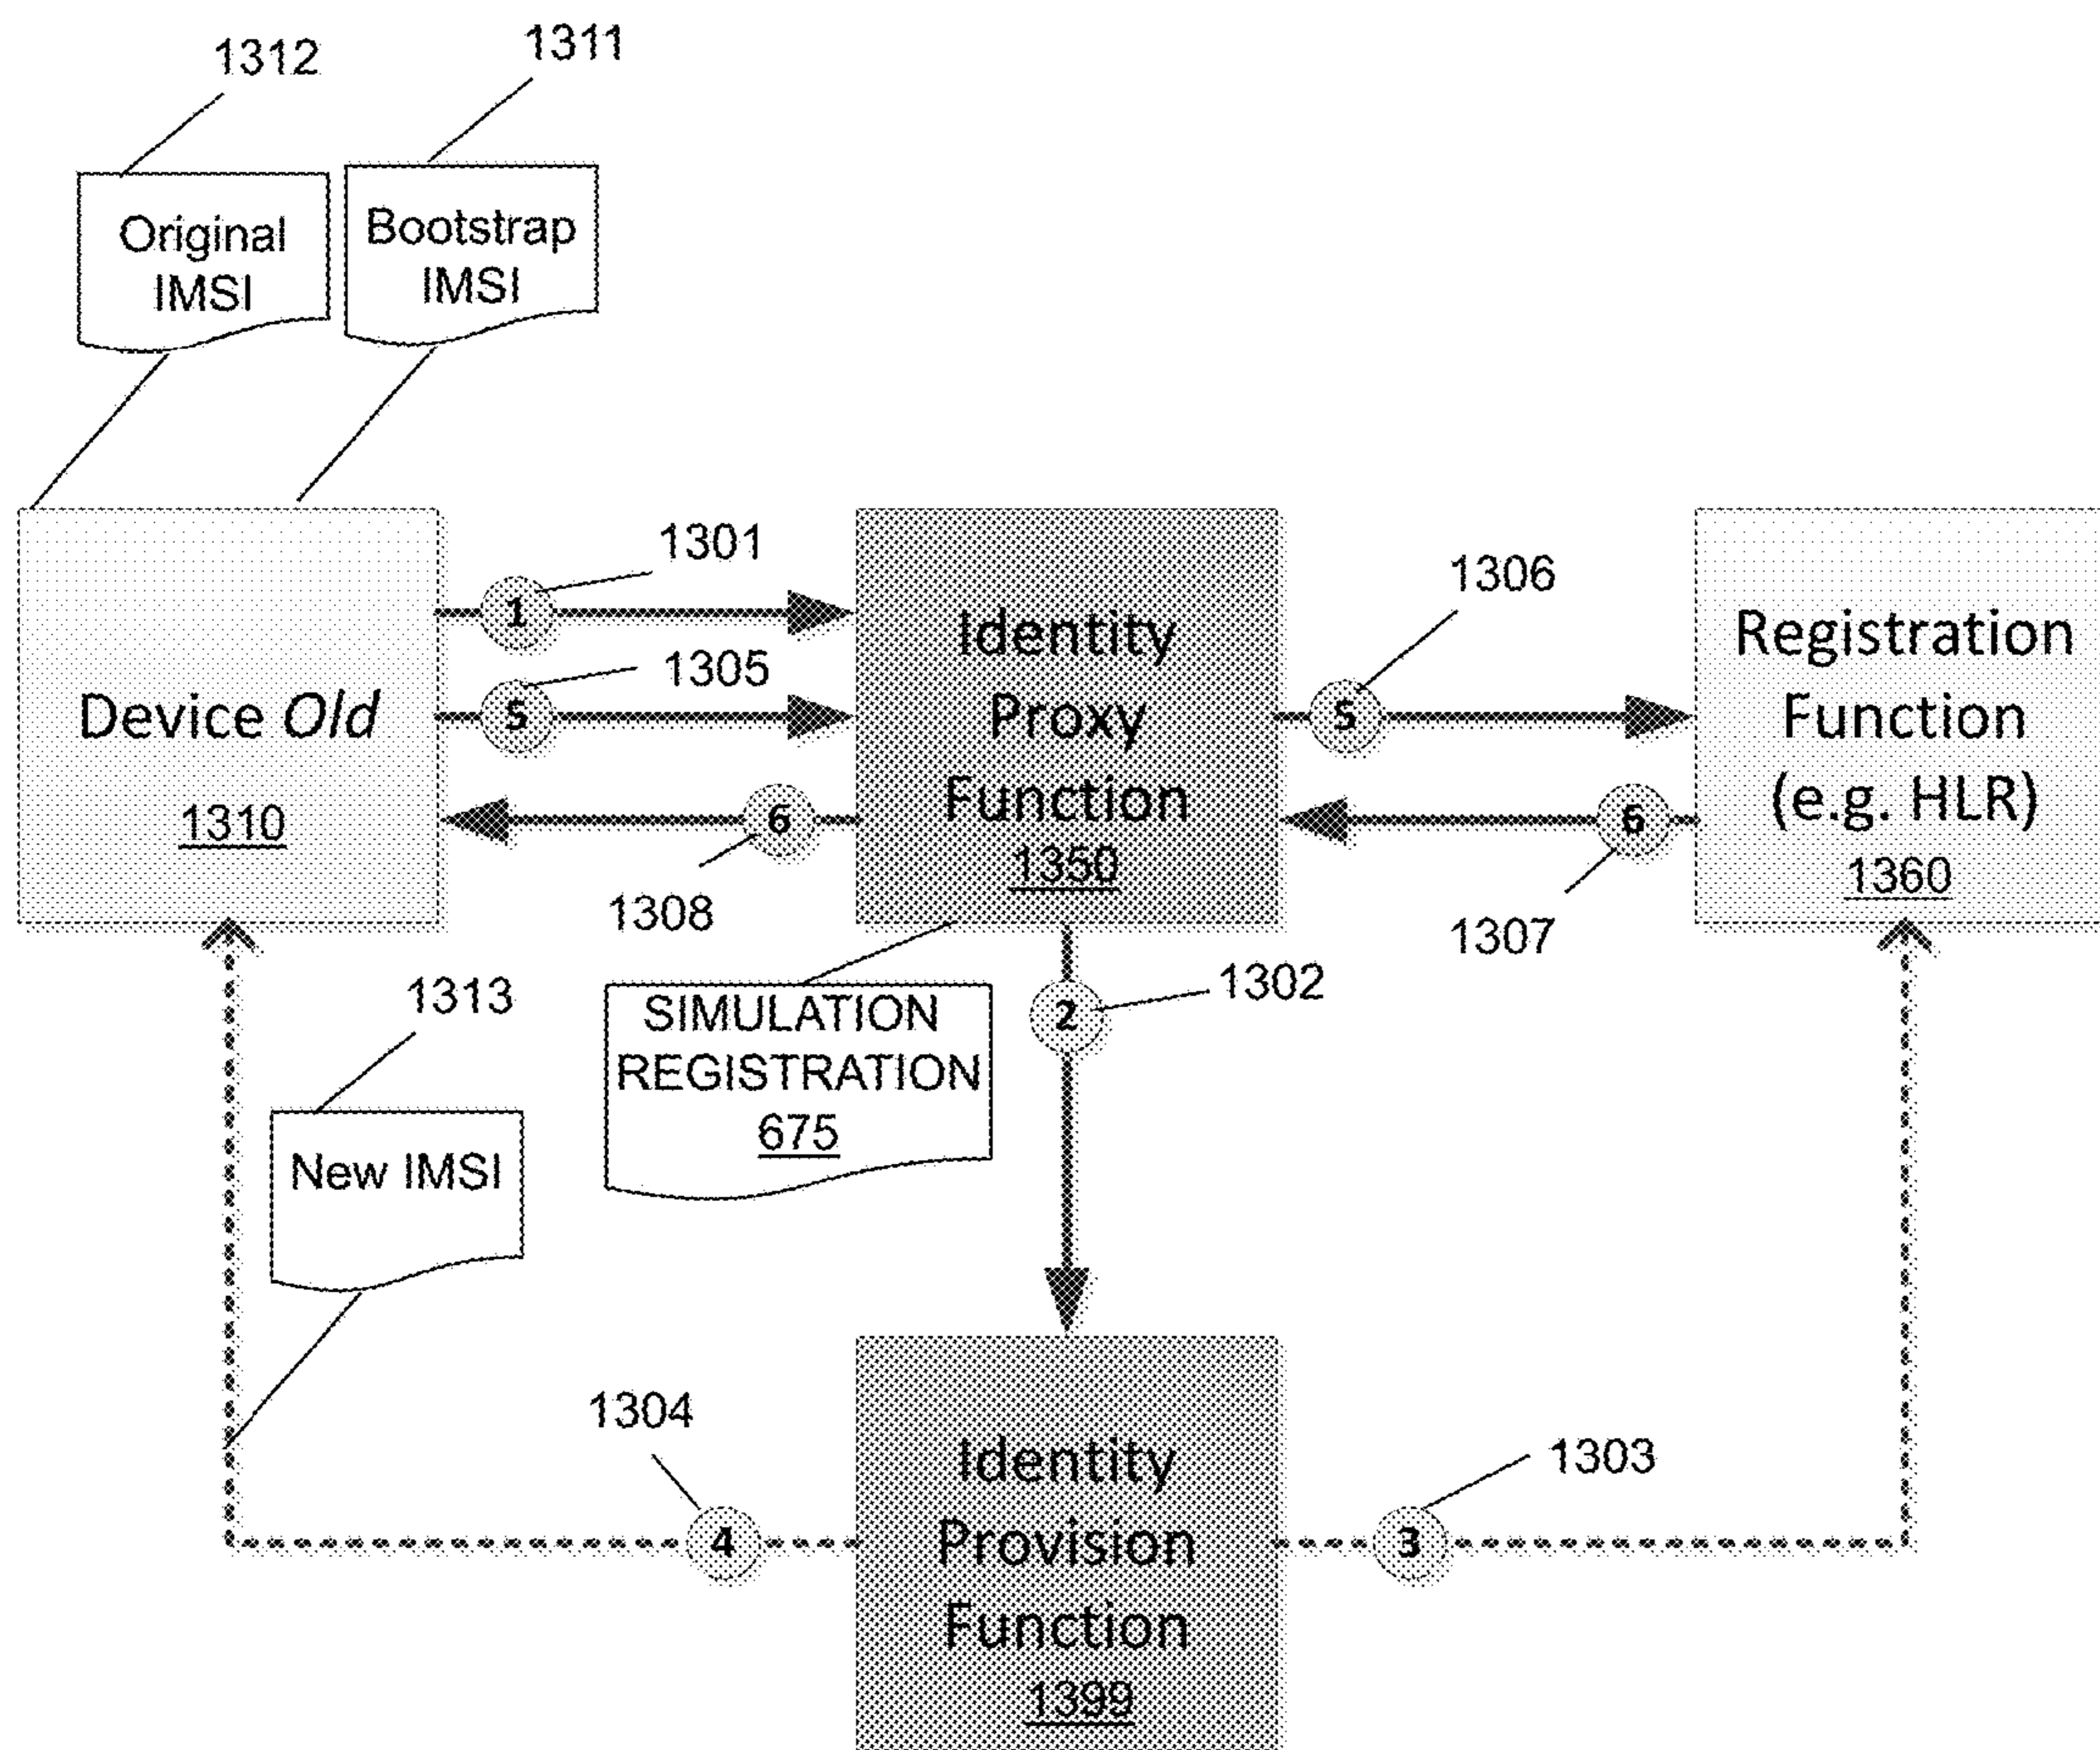 1312
1311
Original
IMSI
Bootstrap
IMSI
1301
1
1305
5
1306
5
Device Old
1310
Identity
Proxy
Function
1350
Registration
Function
(e.g. HLR)
1360
6
1308
6
1307
1313
New IMSI
SIMULATION
REGISTRATION
675
2
1302
1304
4
Identity
Provision
Function
1399
1303
3